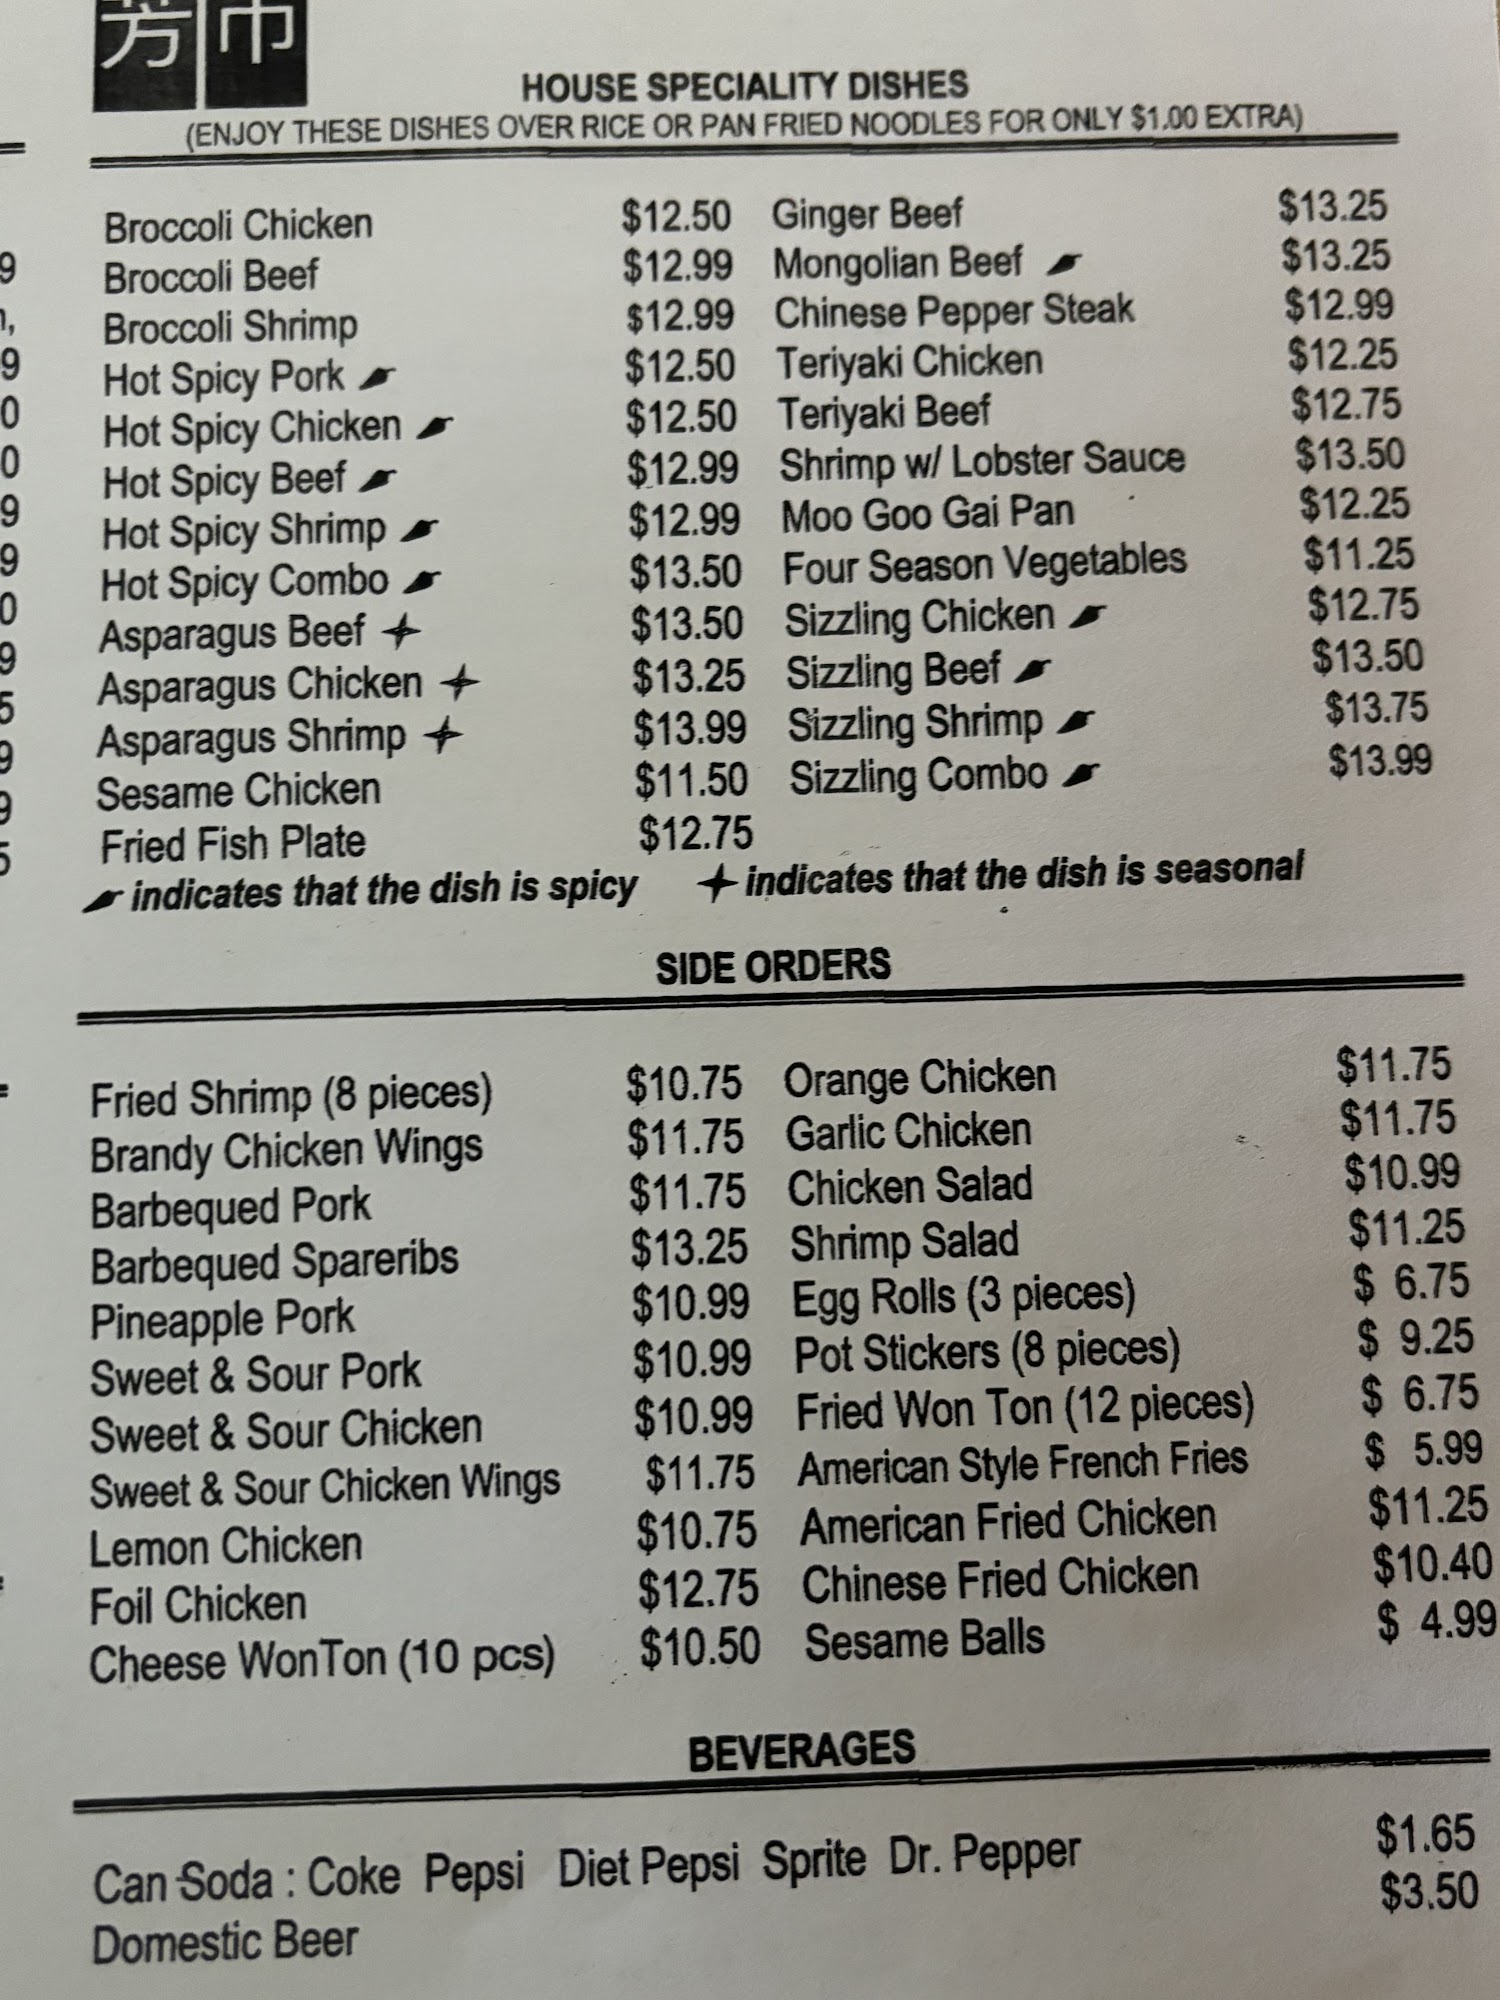 芳市
HOUSE SPECIALITY DISHES
(ENJOY THESE DISHES OVER RICE OR PAN FRIED NOODLES FOR ONLY $1.00 EXTRA)
Broccoli Chicken $12.50 Ginger Beef $13.25
Broccoli Beef $12.99 Mongolian Beef $13.25
Broccoli Shrimp $12.99 Chinese Pepper Steak $12.99
Hot Spicy Pork $12.50 Teriyaki Chicken $12.25
Hot Spicy Chicken $12.50 Teriyaki Beef $12.75
Hot Spicy Beef $12.99 Shrimp w/ Lobster Sauce $13.50
Hot Spicy Shrimp $12.99 Moo Goo Gai Pan $12.25
Hot Spicy Combo $13.50 Four Season Vegetables $11.25
Asparagus Beef $13.50 Sizzling Chicken $12.75
Asparagus Chicken $13.25 Sizzling Beef $13.50
Asparagus Shrimp $13.99 Sizzling Shrimp $13.75
Sesame Chicken $11.50 Sizzling Combo $13.99
Fried Fish Plate $12.75
indicates that the dish is spicy indicates that the dish is seasonal
SIDE ORDERS
Fried Shrimp (8 pieces) $10.75 Orange Chicken $11.75
Brandy Chicken Wings $11.75 Garlic Chicken $11.75
Barbequed Pork $11.75 Chicken Salad $10.99
Barbequed Spareribs $13.25 Shrimp Salad $11.25
Pineapple Pork $10.99 Egg Rolls (3 pieces) $ 6.75
Sweet & Sour Pork $10.99 Pot Stickers (8 pieces) $ 9.25
Sweet & Sour Chicken $10.99 Fried Won Ton (12 pieces) $ 6.75
Sweet & Sour Chicken Wings $11.75 American Style French Fries $ 5.99
Lemon Chicken $10.75 American Fried Chicken $11.25
Foil Chicken $12.75 Chinese Fried Chicken $10.40
Cheese WonTon (10 pcs) $10.50 Sesame Balls $ 4.99
BEVERAGES
Can Soda : Coke Pepsi Diet Pepsi Sprite Dr. Pepper $1.65
Domestic Beer $3.50